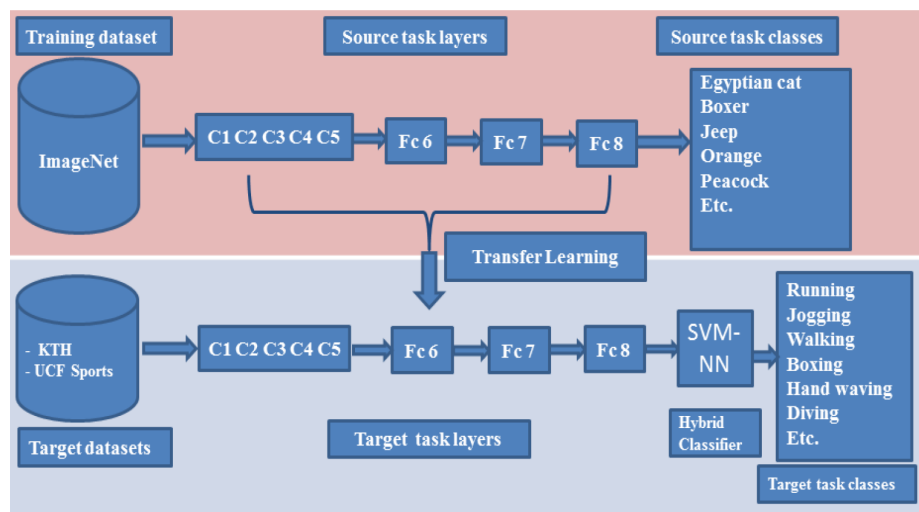 Training dataset
Source task layers
Source task classes
ImageNet
C1 C2 C3 C4 C5
Fc 6
Fc 7
Fc 8
Egyptian cat
Boxer
Jeep
Orange
Peacock
Etc.
Transfer Learning
- KTH
- UCF Sports
C1 C2 C3 C4 C5
Fc 6
Fc 7
Fc 8
SVM-
NN
Running
Jogging
Walking
Boxing
Hand waving
Diving
Etc.
Target datasets
Target task layers
Hybrid
Classifier
Target task classes